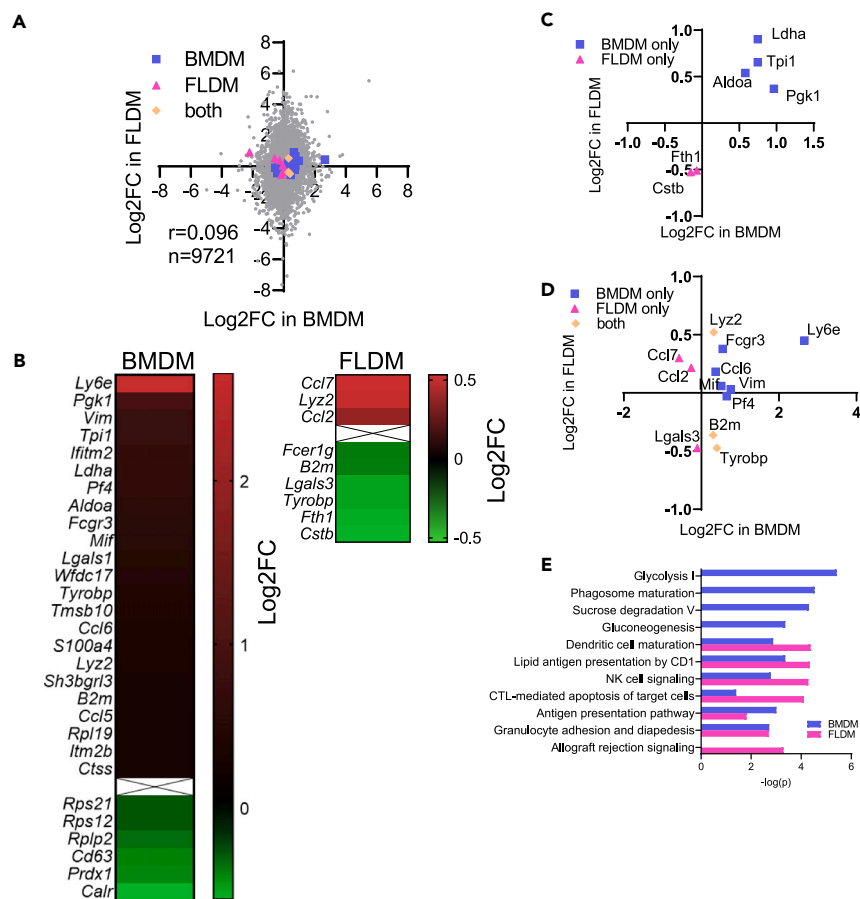 A
BMDM
FLDM
both
Log2FC in FLDM
8
6
4
2
0
-2
-4
-6
-8
-8 -6 -4 -2 0 2 4 6 8
r=0.096
n=9721
Log2FC in BMDM
B
BMDM
Ly6e
Pgk1
Vim
Tpi1
Ifitm2
Ldha
Pf4
Aldoa
Fcgr3
Mif
Lgals1
Wfdc17
Tyrobp
Tmsb10
Ccl6
S100a4
Lyz2
Sh3bgrl3
B2m
Ccl5
Rpl19
Itm2b
Ctss
Rps21
Rps12
Rplp2
Cd63
Prdx1
Calr
2
1
0
Log2FC
FLDM
Ccl7
Lyz2
Ccl2
Fcer1g
B2m
Lgals3
Tyrobp
Fth1
Cstb
0.5
0
-0.5
Log2FC
C
BMDM only
FLDM only
Log2FC in FLDM
1.0
0.5
-0.5
-1.0
-1.0 -0.5 0.0 0.5 1.0 1.5
Ldha
Tpi1
Aldoa
Pgk1
Fth1
Cstb
Log2FC in BMDM
D
BMDM only
FLDM only
both
Log2FC in FLDM
1.0
0.5
0.0
-0.5
-1.0
-2 2 4
Lyz2
Ly6e
Fcgr3
Ccl7
Ccl2
Ccl6
Mif
Vim
Pf4
B2m
Lgals3
Tyrobp
Log2FC in BMDM
E
Glycolysis I
Phagosome maturation
Sucrose degradation V
Gluconeogenesis
Dendritic cell maturation
Lipid antigen presentation by CD1
NK cell signaling
CTL-mediated apoptosis of target cells
Antigen presentation pathway
Granulocyte adhesion and diapedesis
Allograft rejection signaling
BMDM
FLDM
0 2 4 6
-log(p)